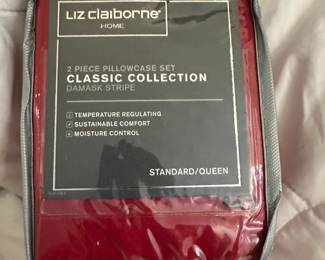 LIZ claiborne
HOME
2 PIECE PILLOWCASE SET
CLASSIC COLLECTION
DAMASK STRIPE
TEMPERATURE REGULATING
SUSTAINABLE COMFORT
MOISTURE CONTROL
STANDARD/QUEEN